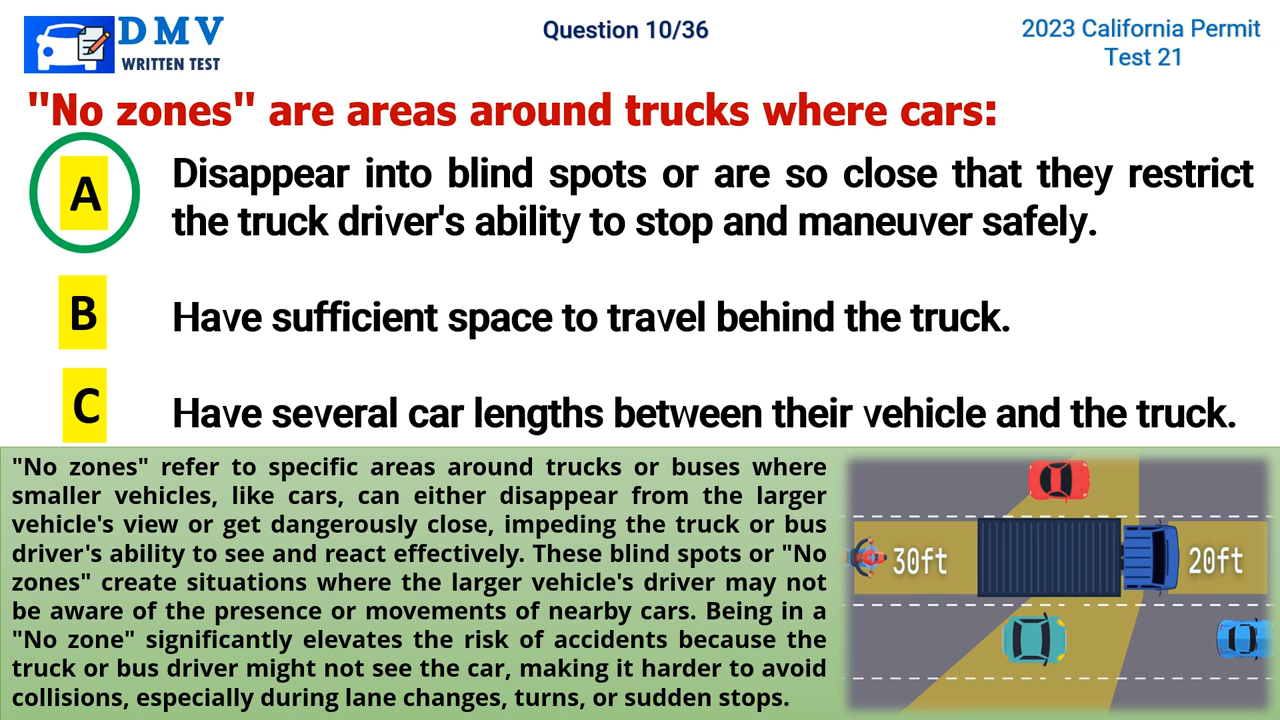 DMV
WRITTEN TEST
Question 10/36
2023 California Permit
Test 21
"No zones" are areas around trucks where cars:
A
Disappear into blind spots or are so close that they restrict
the truck driver's ability to stop and maneuver safely.
B
Have sufficient space to travel behind the truck.
C
Have several car lengths between their vehicle and the truck.
"No zones" refer to specific areas around trucks or buses where
smaller vehicles, like cars, can either disappear from the larger
vehicle's view or get dangerously close, impeding the truck or bus
driver's ability to see and react effectively. These blind spots or "No
zones" create situations where the larger vehicle's driver may not
be aware of the presence or movements of nearby cars. Being in a
"No zone" significantly elevates the risk of accidents because the
truck or bus driver might not see the car, making it harder to avoid
collisions, especially during lane changes, turns, or sudden stops.
30ft
20ft